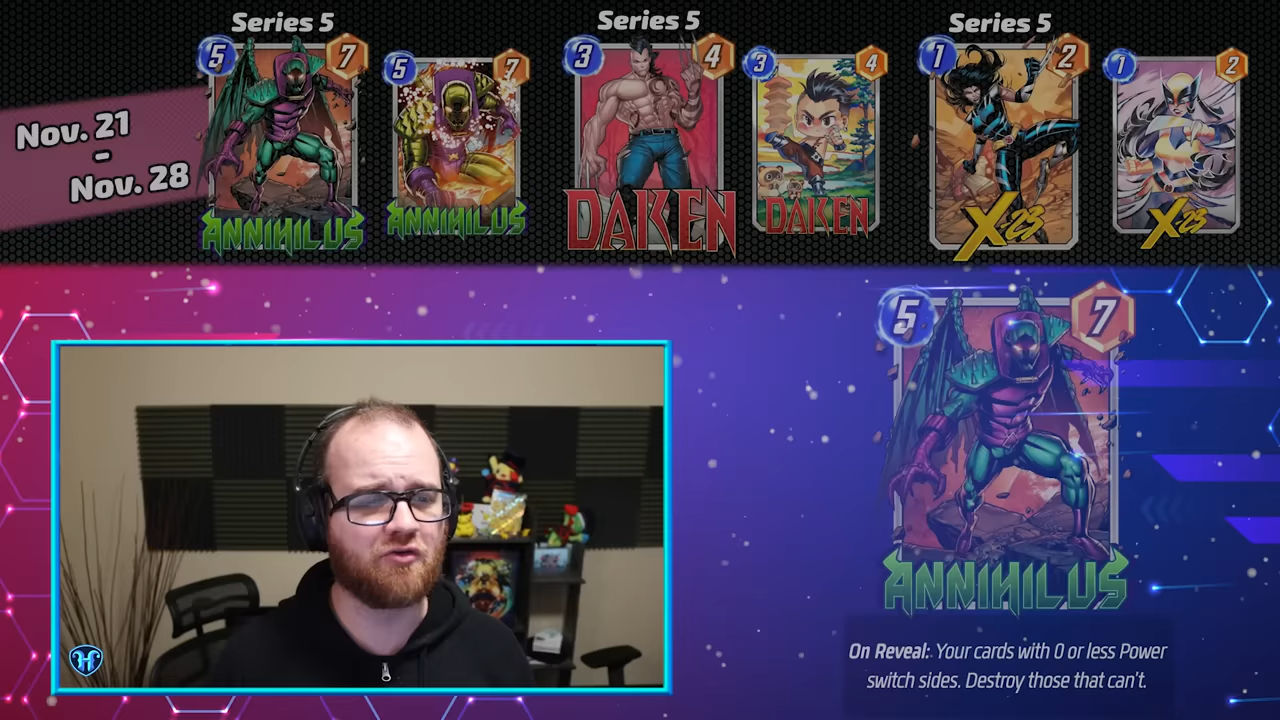 Series 5
Series 5
Series 5
5
7
5
7
3
4
3
4
1
2
1
2
Nov. 21
-
Nov. 28
ANNIHILUS
ANNIHILUS
DAKEN
DAKEN
X-23
X-23
5
7
ANNIHILUS
H
On Reveal: Your cards with 0 or less Power
switch sides. Destroy those that can't.